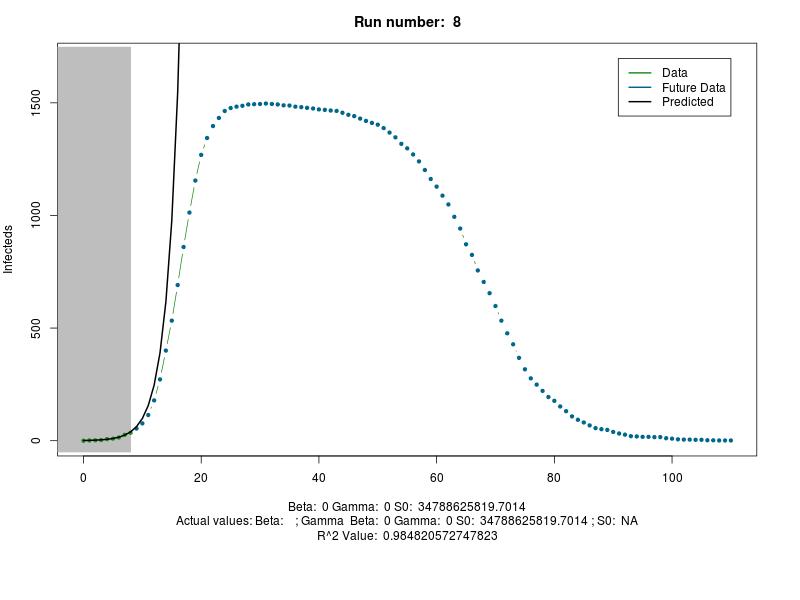 Run number: 8
Data
Future Data
Predicted
Infecteds
1500
1000
500
0
0 20 40 60 80 100
Beta: 0 Gamma: 0 S0: 34788625819.7014
Actual values: Beta: ; Gamma Beta: 0 Gamma: 0 S0: 34788625819.7014 ; S0: NA
R^2 Value: 0.984820572747823